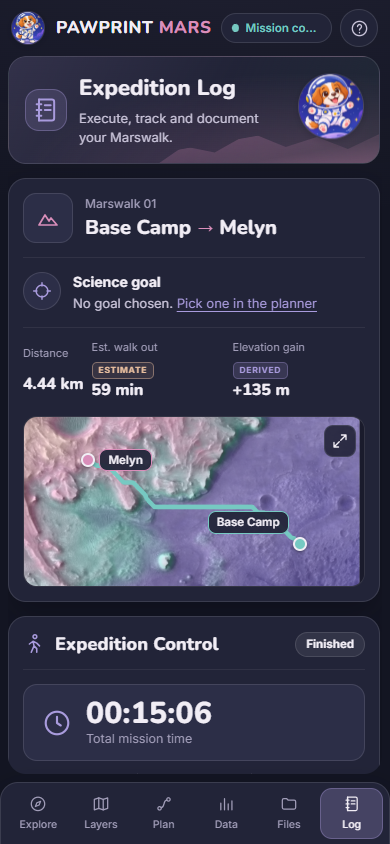 PAWPRINT MARS
Mission co...
Expedition Log
Execute, track and document
your Marswalk.
Marswalk 01
Base Camp → Melyn
Science goal
No goal chosen. Pick one in the planner
Distance
4.44 km
Est. walk out
ESTIMATE
59 min
Elevation gain
DERIVED
+135 m
Melyn
Base Camp
Expedition Control
Finished
00:15:06
Total mission time
Explore
Layers
Plan
Data
Files
Log